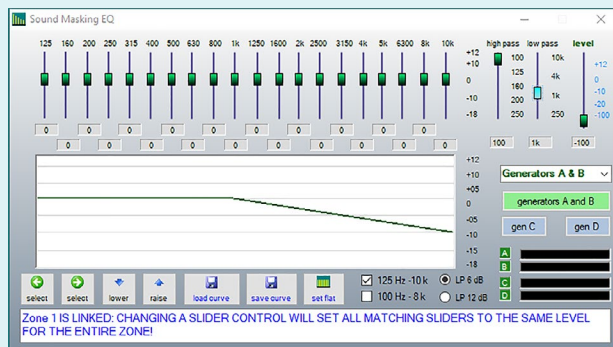 Sound Masking EQ
125 160 200 250 315 400 500 630 800 1k 1250 1600 2k 2500 3150 4k 5k 6300 8k 10k
high pass low pass level
+12
+10
0
-10
-18
100
125
160
200
250
10k
4k
1k
250
+12
0
-10
-20
-100
0 0 0 0 0 0 0 0 0 0
0 0 0 0 0 0 0 0 0 0
100 1k -100
+12
+10
+05
0
-05
-10
-15
-18
Generators A & B
generators A and B
gen C gen D
A
B
C
D
select select lower raise load curve save curve set flat
125 Hz -10 k LP 6 dB
100 Hz - 8 k LP 12 dB
Zone 1 IS LINKED: CHANGING A SLIDER CONTROL WILL SET ALL MATCHING SLIDERS TO THE SAME LEVEL
FOR THE ENTIRE ZONE!